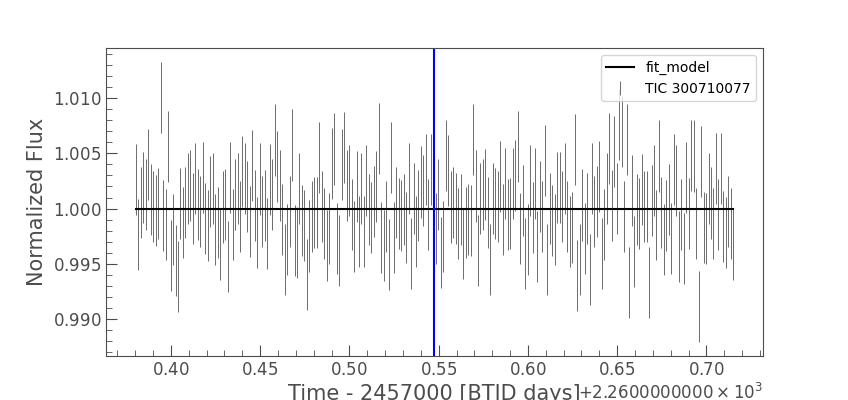 fit_model
TIC 300710077
Normalized Flux
1.010
1.005
1.000
0.995
0.990
0.40 0.45 0.50 0.55 0.60 0.65 0.70
Time - 2457000 [BTJD days]
+2.2600000000 × 10³